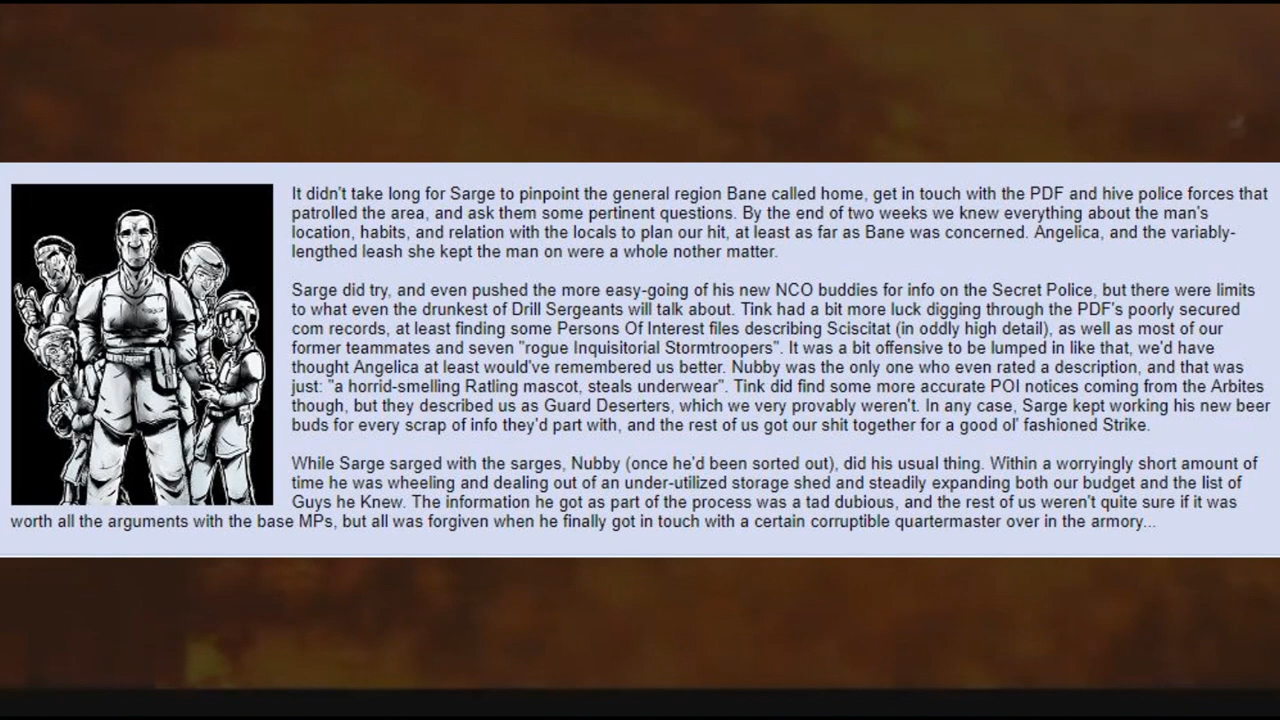 It didn't take long for Sarge to pinpoint the general region Bane called home, get in touch with the PDF and hive police forces that
patrolled the area, and ask them some pertinent questions. By the end of two weeks we knew everything about the man's
location, habits, and relation with the locals to plan our hit, at least as far as Bane was concerned. Angelica, and the variably-
lengthed leash she kept the man on were a whole nother matter.
Sarge did try, and even pushed the more easy-going of his new NCO buddies for info on the Secret Police, but there were limits
to what even the drunkest of Drill Sergeants will talk about. Tink had a bit more luck digging through the PDF's poorly secured
com records, at least finding some Persons Of Interest files describing Sciscitat (in oddly high detail), as well as most of our
former teammates and seven "rogue Inquisitorial Stormtroopers". It was a bit offensive to be lumped in like that, we'd have
thought Angelica at least would've remembered us better. Nubby was the only one who even rated a description, and that was
just: "a horrid-smelling Ratling mascot, steals underwear". Tink did find some more accurate POI notices coming from the Arbites
though, but they described us as Guard Deserters, which we very provably weren't. In any case, Sarge kept working his new beer
buds for every scrap of info they'd part with, and the rest of us got our shit together for a good ol' fashioned Strike.
While Sarge sarged with the sarges, Nubby (once he'd been sorted out), did his usual thing. Within a worryingly short amount of
time he was wheeling and dealing out of an under-utilized storage shed and steadily expanding both our budget and the list of
Guys he Knew. The information he got as part of the process was a tad dubious, and the rest of us weren't quite sure if it was
worth all the arguments with the base MPs, but all was forgiven when he finally got in touch with a certain corruptible quartermaster over in the armory...